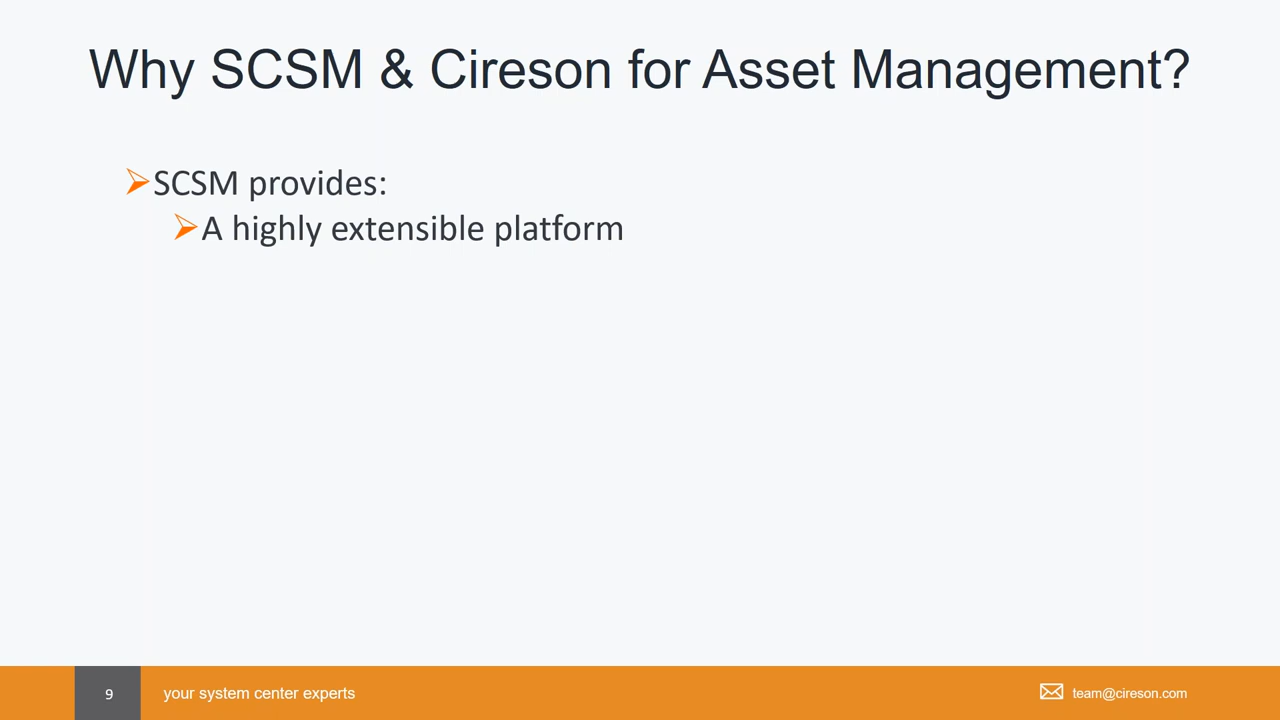 Why SCSM & Cireson for Asset Management?
SCSM provides:
A highly extensible platform
9
your system center experts
team@cireson.com